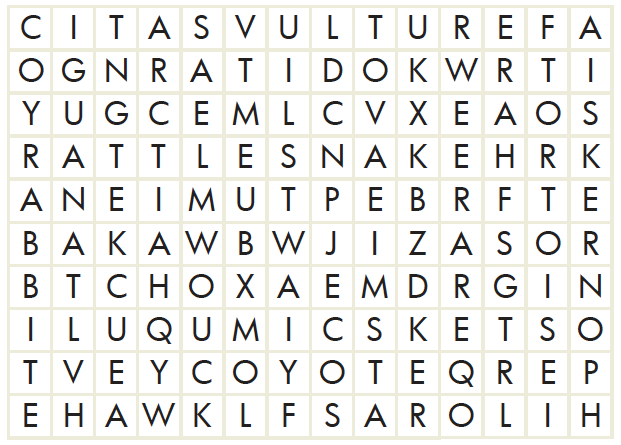 C I T A S V U L T U R E F A
O G N R A T I D O K W R T I
Y U G C E M L C V X E A O S
R A T T L E S N A K E H R K
A N E I M U T P E B R F T E
B A K A W B W J I Z A S O R
B T C H O X A E M D R G I N
I L U Q U M I C S K E T S O
T V E Y C O Y O T E Q R E P
E H A W K L F S A R O L I H